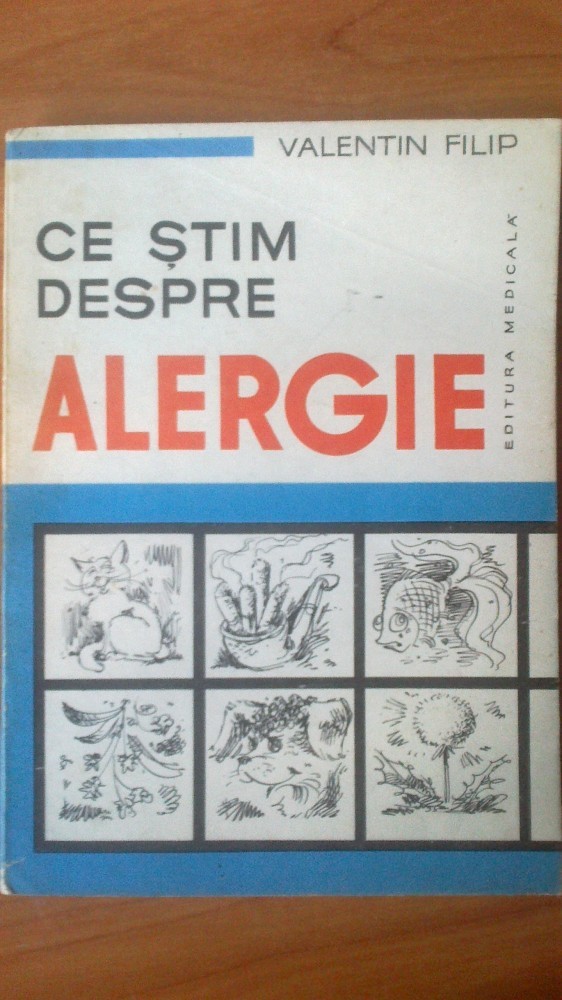 VALENTIN FILIP
CE ȘTIM
DESPRE
ALERGIE
EDITURA MEDICALĂ